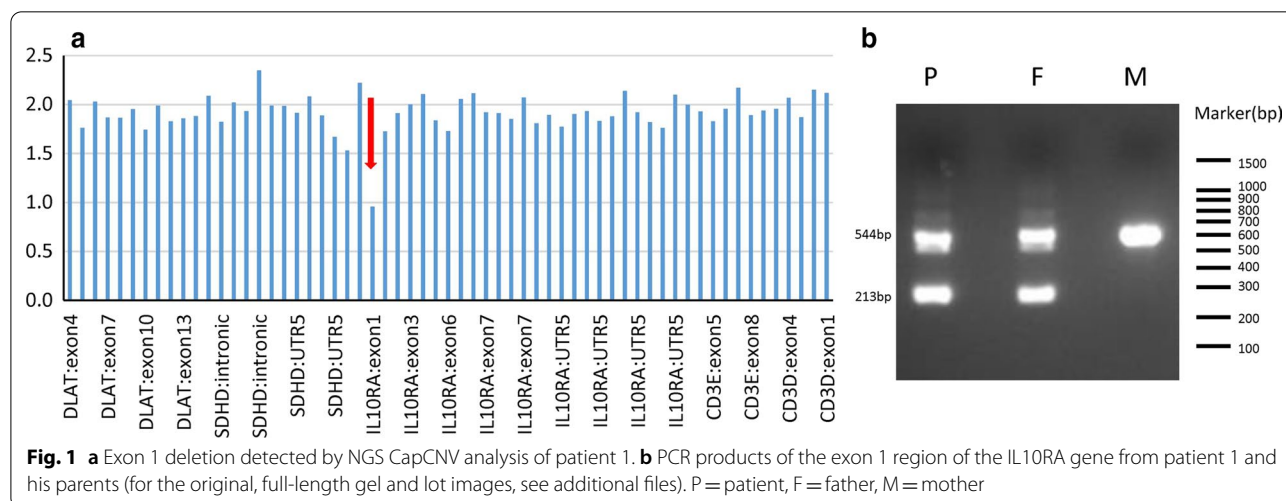 a
2.5
2.0
1.5
1.0
0.5
0.0
DLAT:exon4
DLAT:exon7
DLAT:exon10
DLAT:exon13
SDHD:intronic
SDHD:intronic
SDHD:UTR5
SDHD:UTR5
IL10RA:exon1
IL10RA:exon3
IL10RA:exon6
IL10RA:exon7
IL10RA:exon7
IL10RA:UTR5
IL10RA:UTR5
IL10RA:UTR5
IL10RA:UTR5
CD3E:exon5
CD3E:exon8
CD3D:exon4
CD3D:exon1
b
P F M
Marker(bp)
544bp
213bp
1500
1000
900
800
700
600
500
400
300
200
100
Fig. 1 a Exon 1 deletion detected by NGS CapCNV analysis of patient 1. b PCR products of the exon 1 region of the IL10RA gene from patient 1 and
his parents (for the original, full-length gel and lot images, see additional files). P = patient, F = father, M = mother